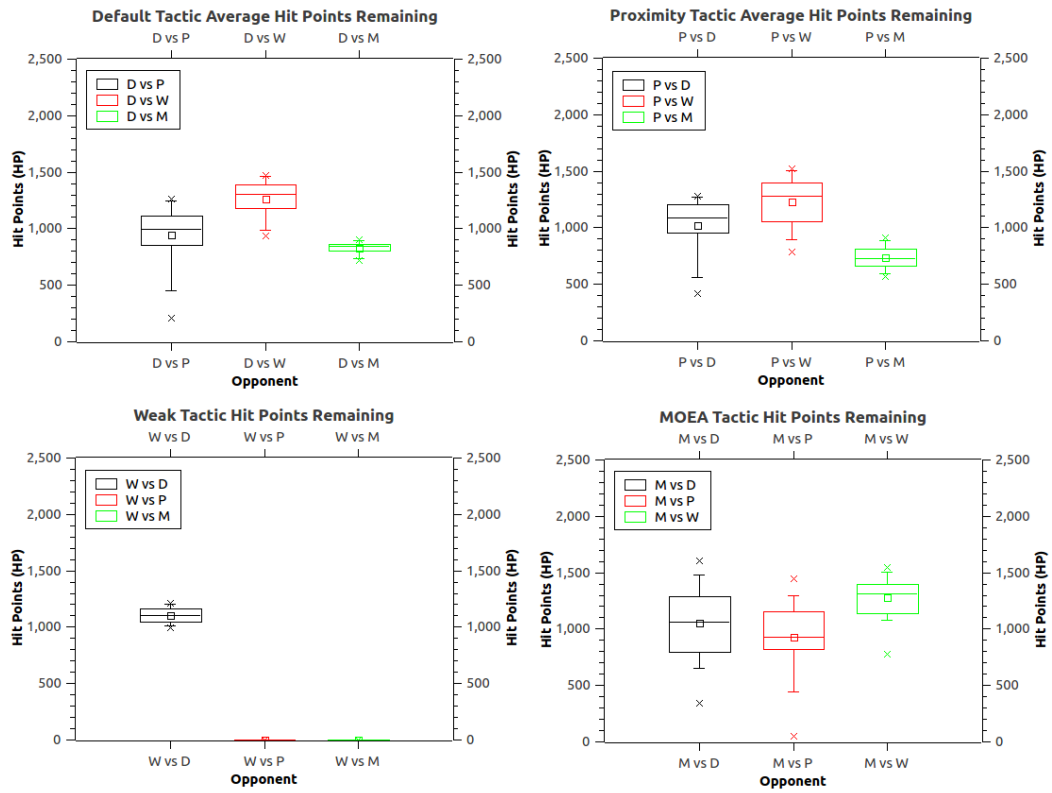 Default Tactic Average Hit Points Remaining
D vs P D vs W D vs M
2,500 2,500
D vs P
D vs W
D vs M
2,000 2,000
1,500 1,500
1,000 1,000
500 500
0 0
Hit Points (HP)
Hit Points (HP)
D vs P D vs W D vs M
Opponent
Proximity Tactic Average Hit Points Remaining
P vs D P vs W P vs M
2,500 2,500
P vs D
P vs W
P vs M
2,000 2,000
1,500 1,500
1,000 1,000
500 500
0 0
Hit Points (HP)
Hit Points (HP)
P vs D P vs W P vs M
Opponent
Weak Tactic Hit Points Remaining
W vs D W vs P W vs M
2,500 2,500
W vs D
W vs P
W vs M
2,000 2,000
1,500 1,500
1,000 1,000
500 500
0 0
Hit Points (HP)
Hit Points (HP)
W vs D W vs P W vs M
Opponent
MOEA Tactic Hit Points Remaining
M vs D M vs P M vs W
2,500 2,500
M vs D
M vs P
M vs W
2,000 2,000
1,500 1,500
1,000 1,000
500 500
0 0
Hit Points (HP)
Hit Points (HP)
M vs D M vs P M vs W
Opponent